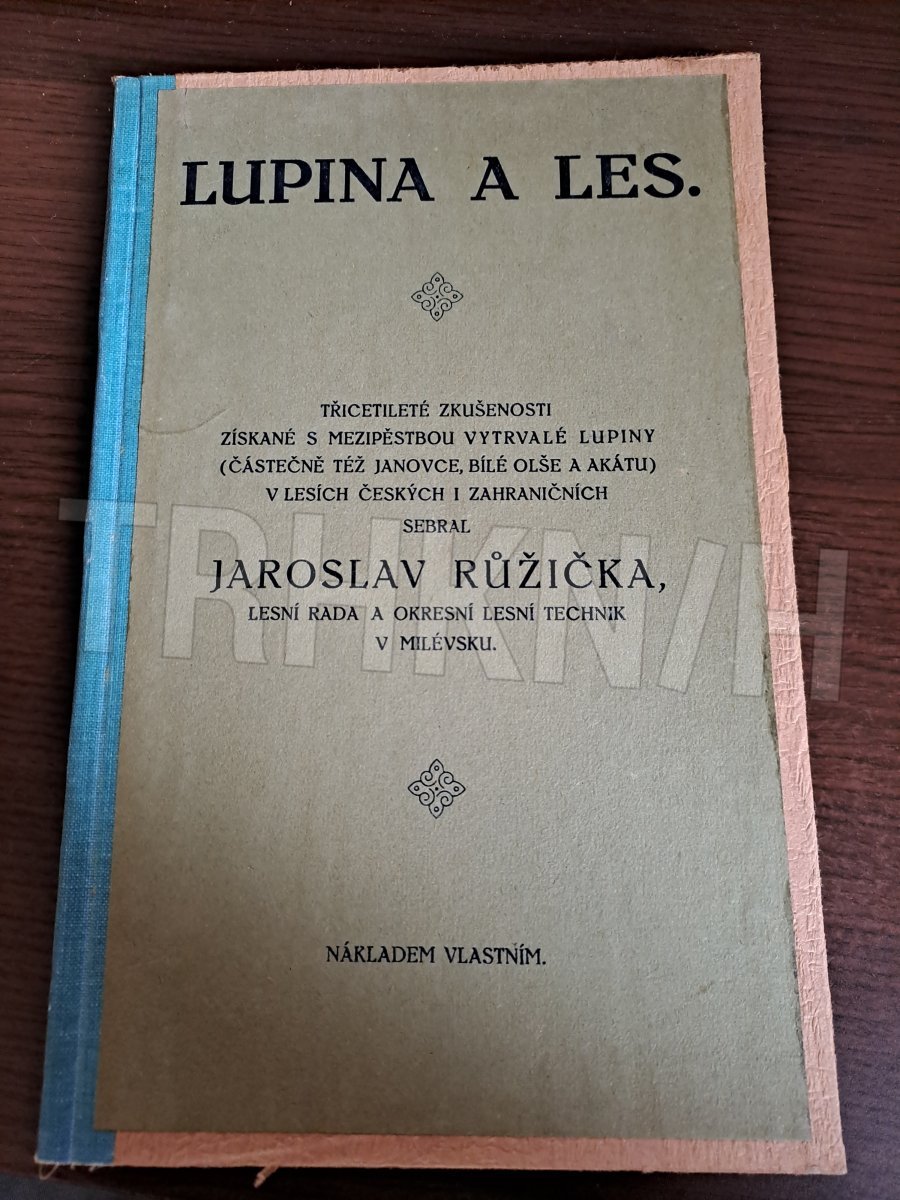 LUPINA A LES.
TŘICETILETÉ ZKUŠENOSTI
ZÍSKANÉ S MEZIPĚSTBOU VYTRVALÉ LUPINY
(ČÁSTEČNĚ TÉŽ JANOVCE, BÍLÉ OLŠE A AKÁTU)
V LESÍCH ČESKÝCH I ZAHRANIČNÍCH
SEBRAL
JAROSLAV RŮŽIČKA,
LESNÍ RADA A OKRESNÍ LESNÍ TECHNIK
V MILÉVSKU.
NÁKLADEM VLASTNÍM.
TRHKNIH